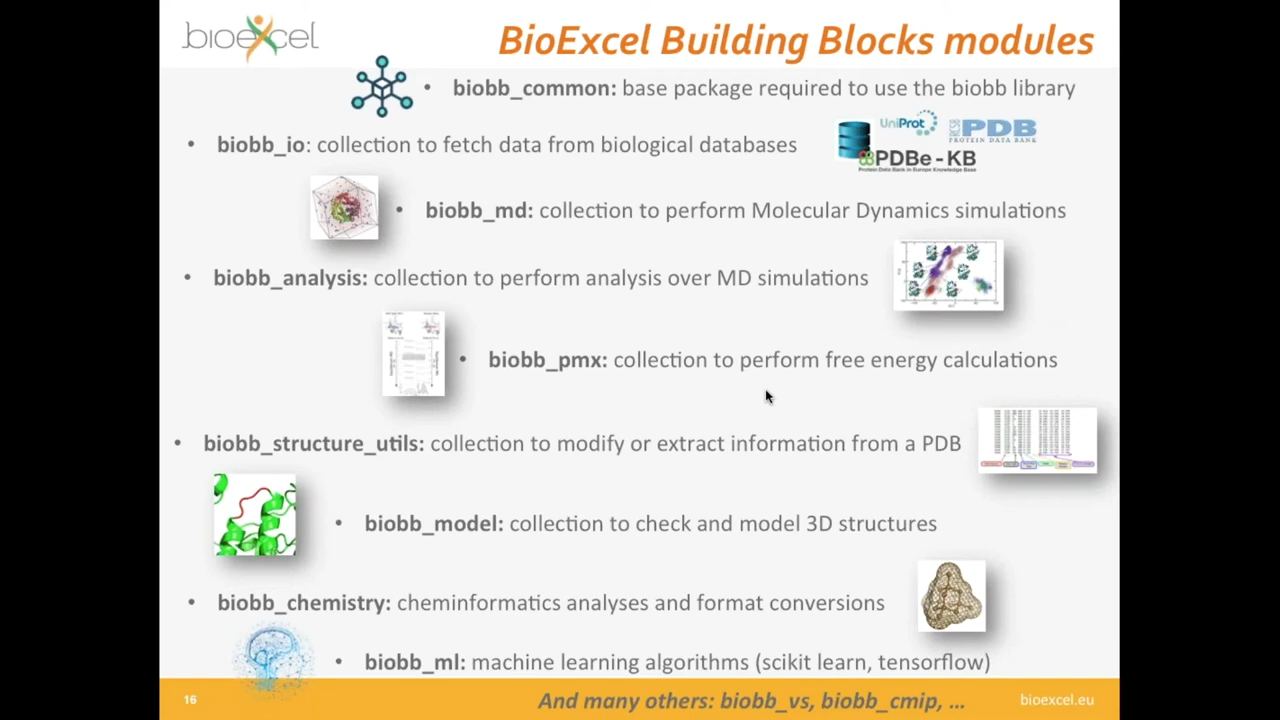 bioexcel
BioExcel Building Blocks modules
• biobb_common: base package required to use the biobb library
• biobb_io: collection to fetch data from biological databases
UniProt
RCSB PDB
PROTEIN DATA BANK
PDBe-KB
Protein Data Bank in Europe Knowledge Base
• biobb_md: collection to perform Molecular Dynamics simulations
• biobb_analysis: collection to perform analysis over MD simulations
• biobb_pmx: collection to perform free energy calculations
• biobb_structure_utils: collection to modify or extract information from a PDB
• biobb_model: collection to check and model 3D structures
• biobb_chemistry: cheminformatics analyses and format conversions
• biobb_ml: machine learning algorithms (scikit learn, tensorflow)
16
And many others: biobb_vs, biobb_cmip, ...
bioexcel.eu